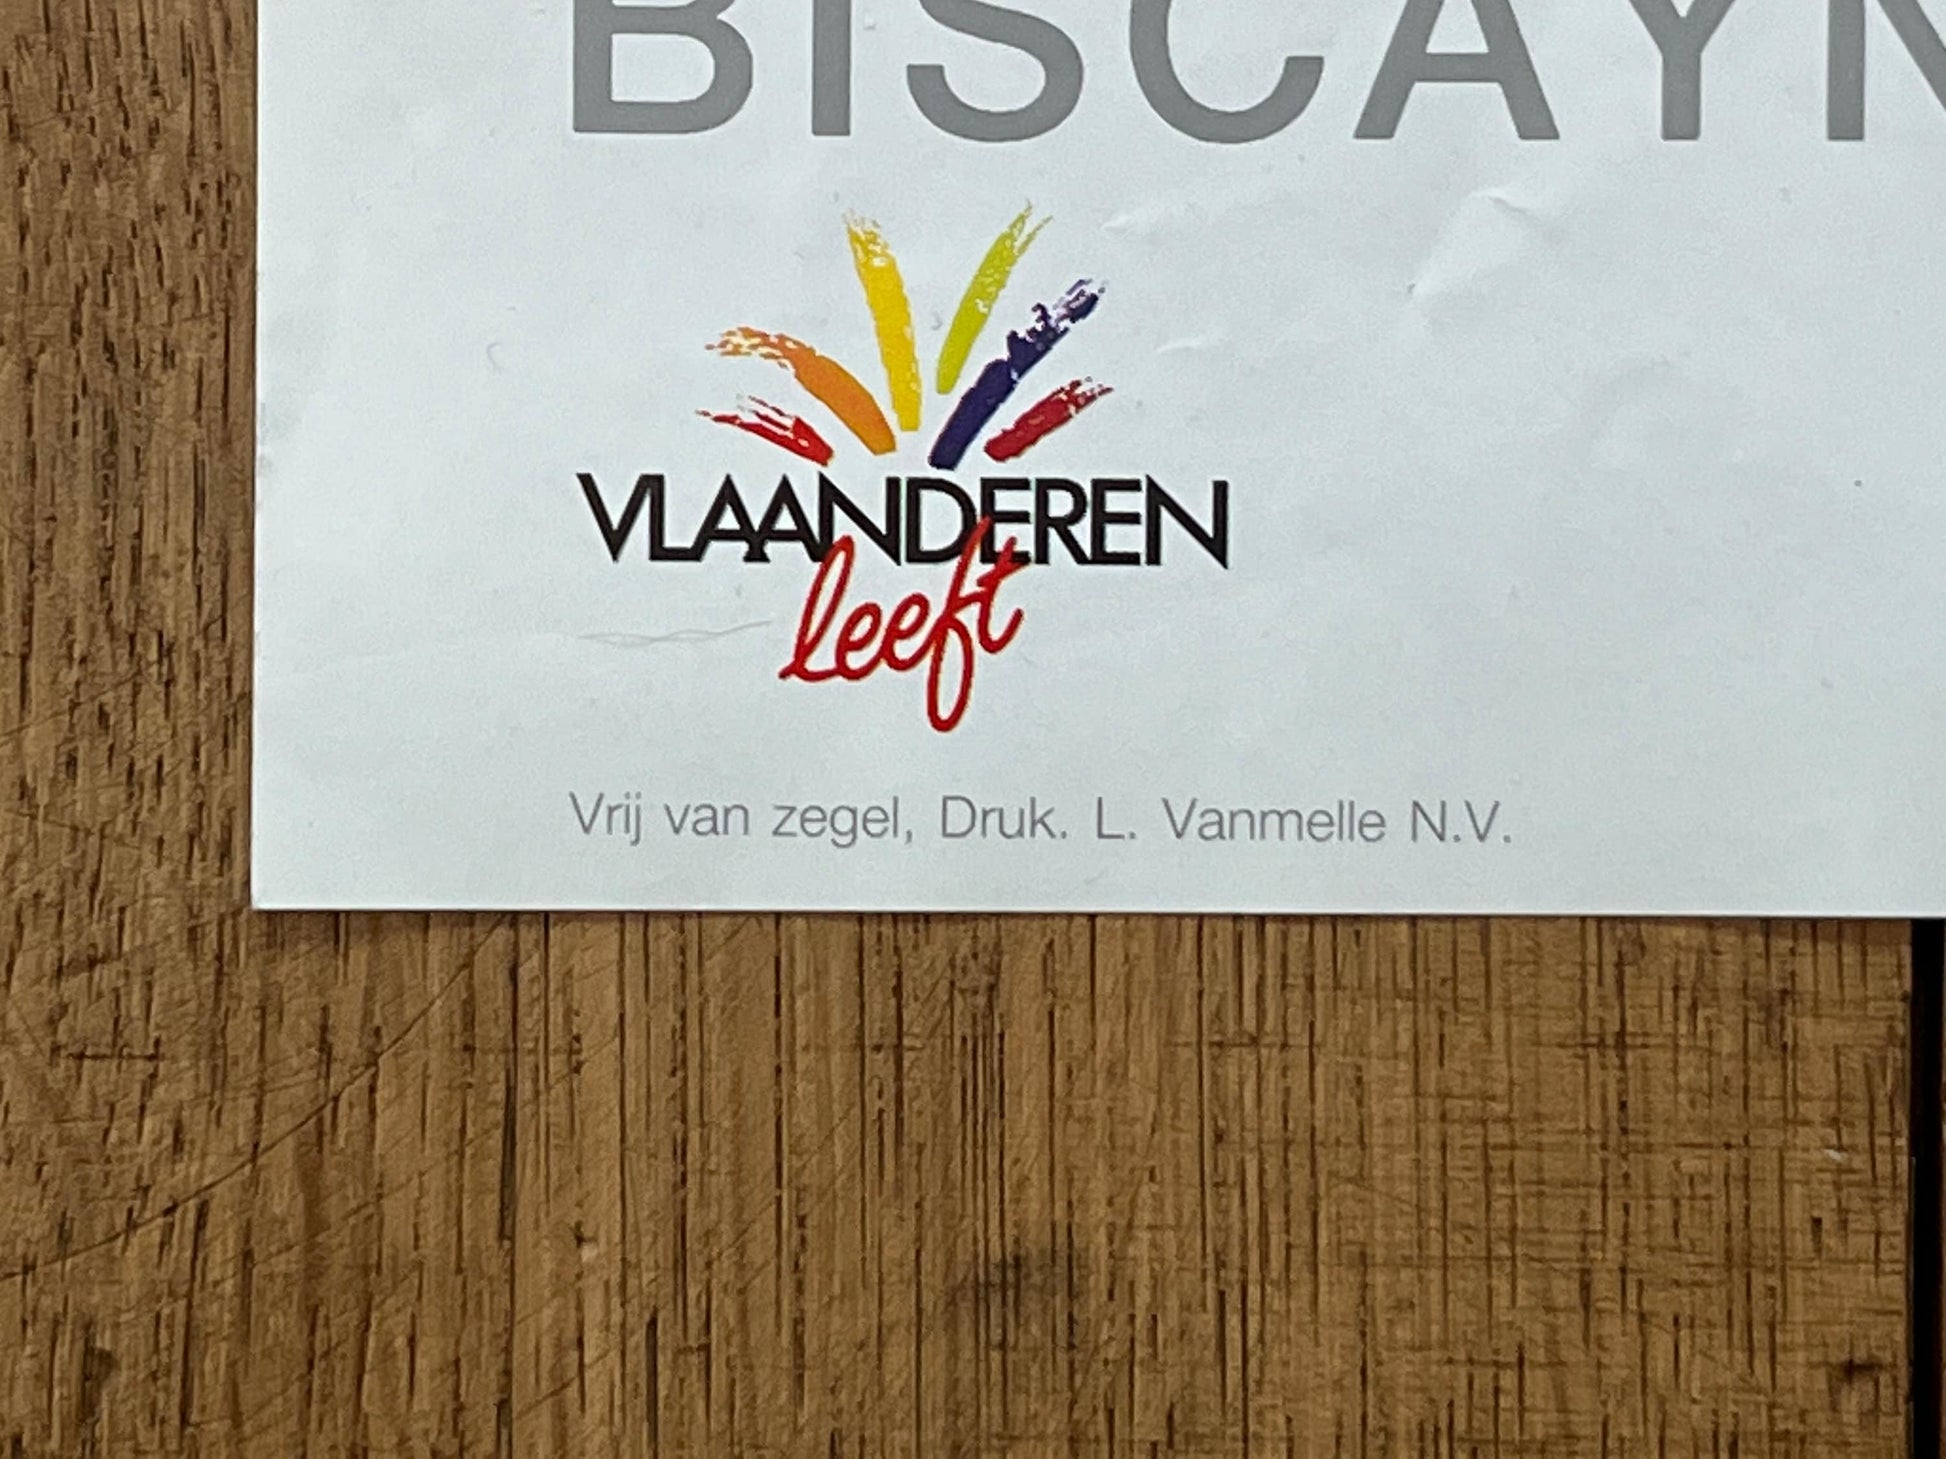 BISCAYN
VLAANDEREN
leeft
Vrij van zegel, Druk. L. Vanmelle N.V.